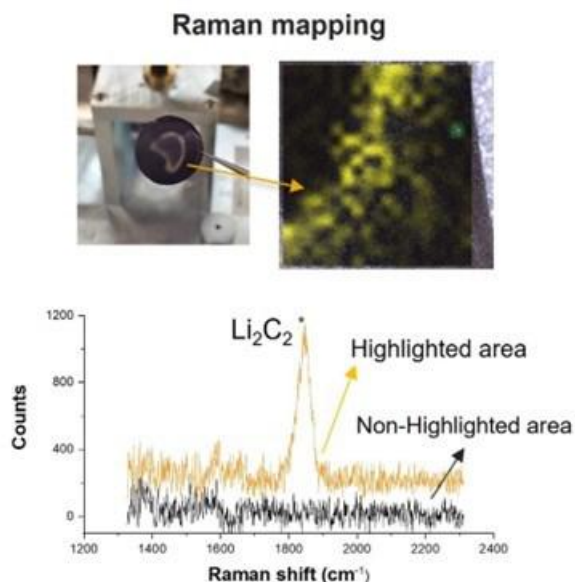 Raman mapping
Li₂C₂
*
Highlighted area
Non-Highlighted area
Counts
1200
800
400
0
1200 1400 1600 1800 2000 2200 2400
Raman shift (cm⁻¹)